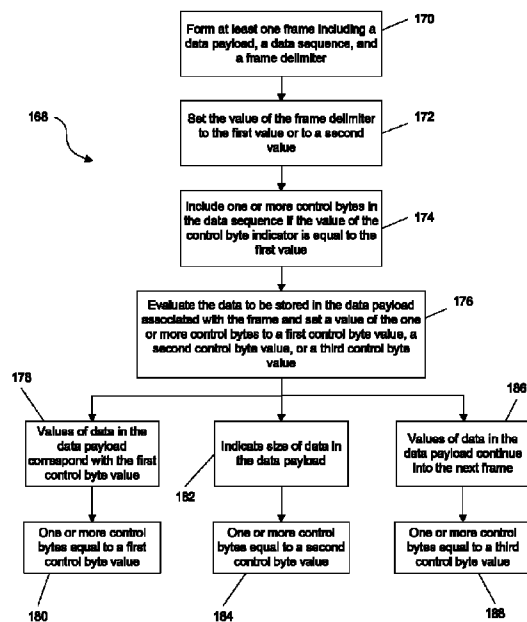 Form at least one frame including a
data payload, a data sequence, and
a frame delimiter
170
Set the value of the frame delimiter
to the first value or to a second
value
172
168
Include one or more control bytes in
the data sequence if the value of the
control byte indicator is equal to the
first value
174
Evaluate the data to be stored in the data payload
associated with the frame and set a value of the one
or more control bytes to a first control byte value, a
second control byte value, or a third control byte
value
176
178
Values of data in the
data payload
correspond with the first
control byte value
Indicate size of data in
the data payload
182
186
Values of data in the
data payload continue
into the next frame
One or more control
bytes equal to a first
control byte value
180
One or more control
bytes equal to a second
control byte value
184
One or more control
bytes equal to a third
control byte value
188